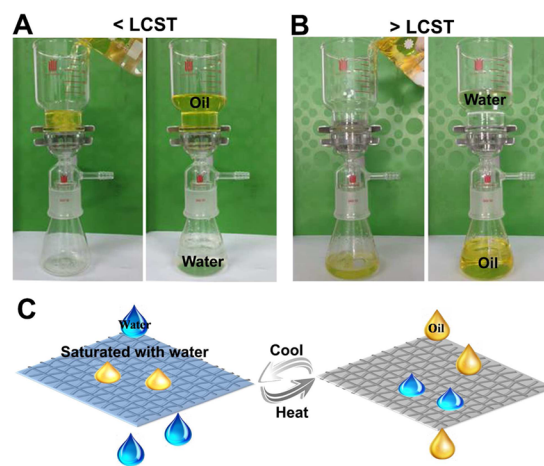 A
< LCST
B
> LCST
Oil
Water
Water
Oil
C
Water
Saturated with water
Cool
Heat
Oil